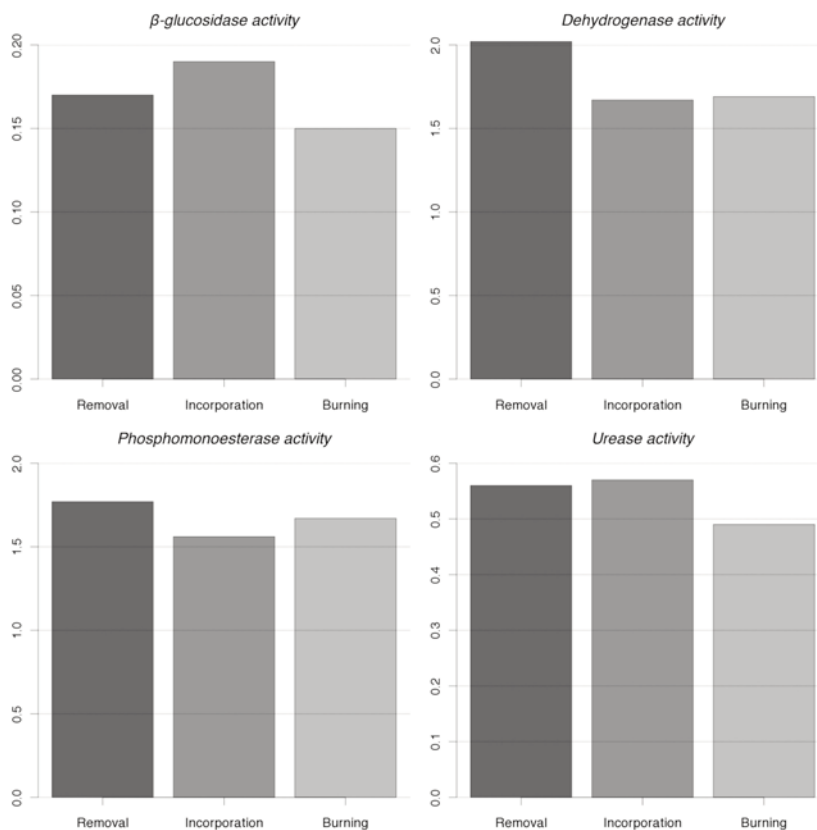 β-glucosidase activity
0.20
0.15
0.10
0.05
0.00
Removal Incorporation Burning
Dehydrogenase activity
2.0
1.5
1.0
0.5
0.0
Removal Incorporation Burning
Phosphomonoesterase activity
2.0
1.5
1.0
0.5
0.0
Removal Incorporation Burning
Urease activity
0.6
0.5
0.4
0.3
0.2
0.1
0.0
Removal Incorporation Burning